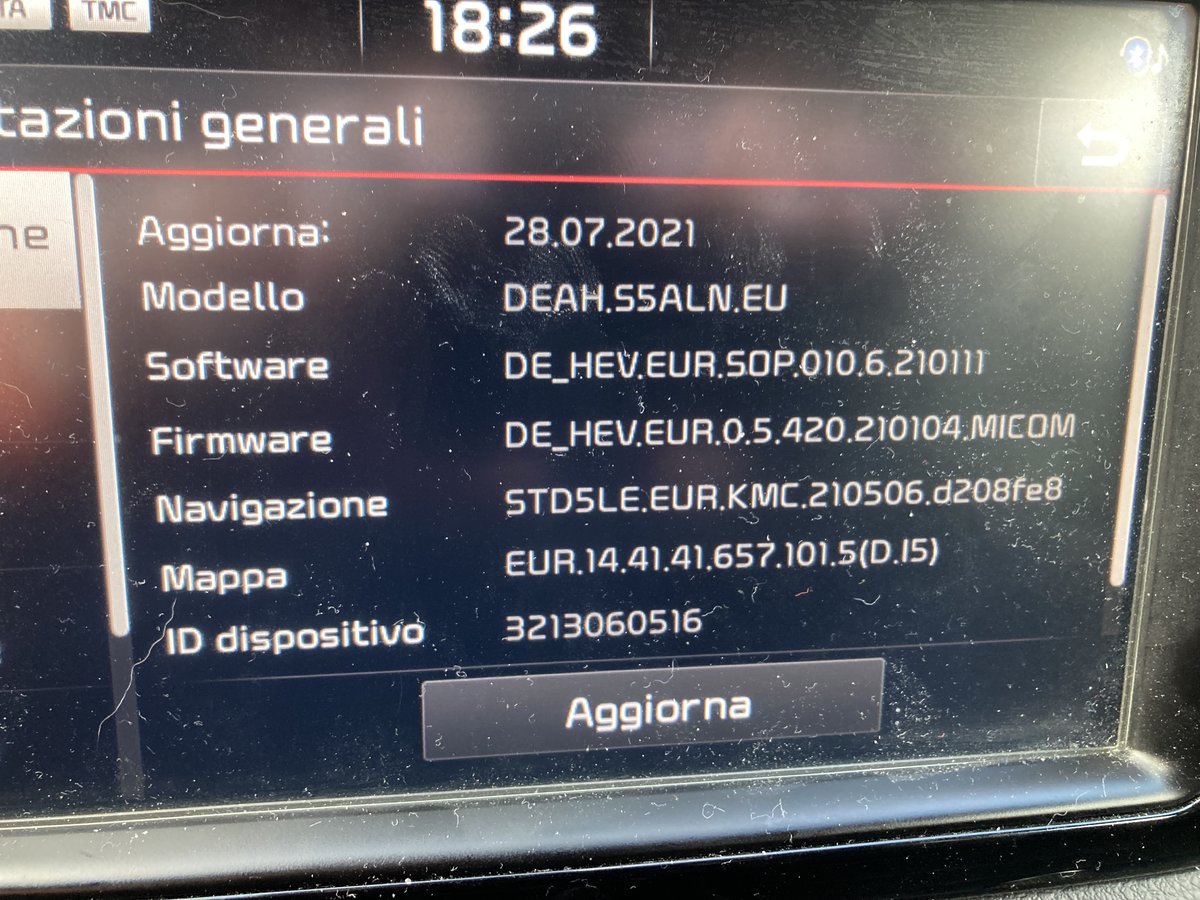 TA TMC 18:26
tazioni generali
ne
Aggiorna: 28.07.2021
Modello DEAH.S5ALN.EU
Software DE_HEV.EUR.SOP.010.6.210111
Firmware DE_HEV.EUR.0.5.420.210104.MICOM
Navigazione STD5LE.EUR.KMC.210506.d208fe8
Mappa EUR.14.41.41.657.101.5(D.I5)
ID dispositivo 3213060516
Aggiorna